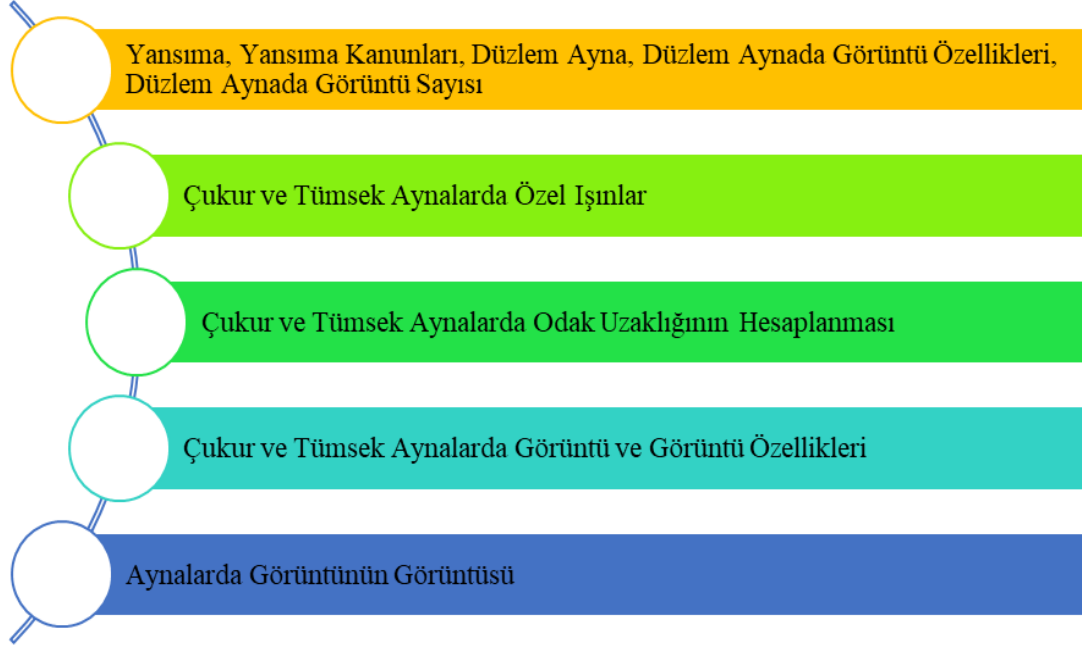 Yansıma, Yansıma Kanunları, Düzlem Ayna, Düzlem Aynada Görüntü Özellikleri,
Düzlem Aynada Görüntü Sayısı
Çukur ve Tümsek Aynalarda Özel Işınlar
Çukur ve Tümsek Aynalarda Odak Uzaklığının Hesaplanması
Çukur ve Tümsek Aynalarda Görüntü ve Görüntü Özellikleri
Aynalarda Görüntünün Görüntüsü